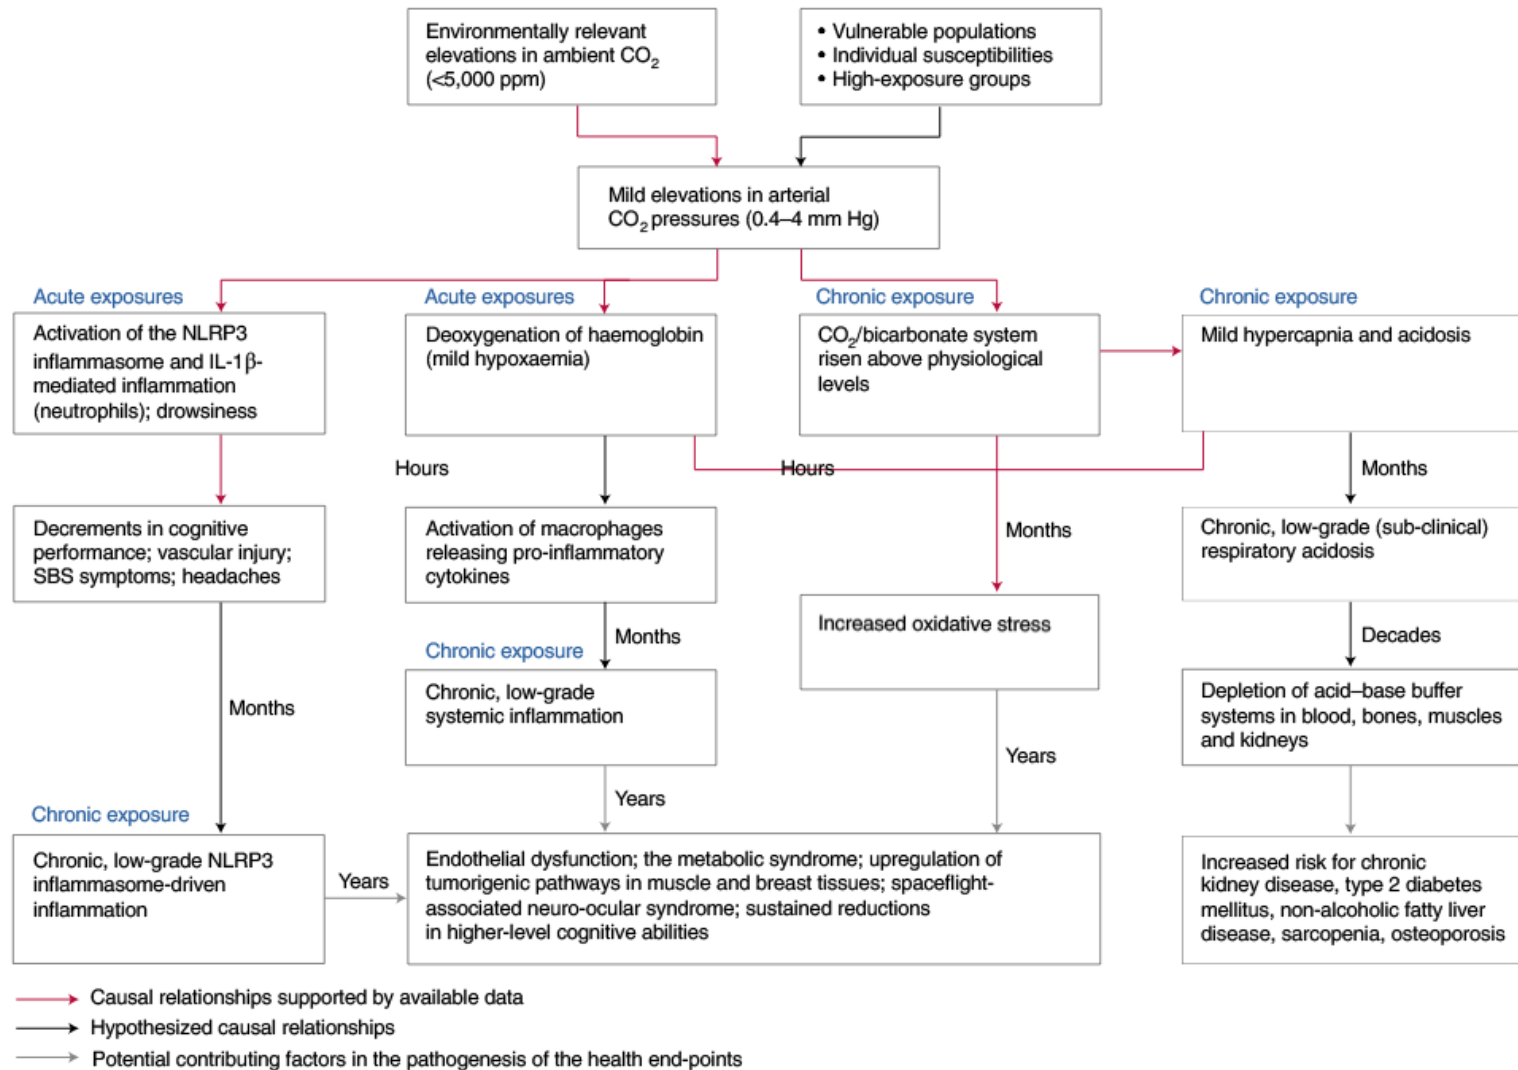 Environmentally relevant
elevations in ambient CO₂
(<5,000 ppm)
• Vulnerable populations
• Individual susceptibilities
• High-exposure groups
Mild elevations in arterial
CO₂ pressures (0.4–4 mm Hg)
Acute exposures
Activation of the NLRP3
inflammasome and IL-1β-
mediated inflammation
(neutrophils); drowsiness
Acute exposures
Deoxygenation of haemoglobin
(mild hypoxaemia)
Chronic exposure
CO₂/bicarbonate system
risen above physiological
levels
Chronic exposure
Mild hypercapnia and acidosis
Hours
Hours
Months
Decrements in cognitive
performance; vascular injury;
SBS symptoms; headaches
Activation of macrophages
releasing pro-inflammatory
cytokines
Months
Chronic, low-grade (sub-clinical)
respiratory acidosis
Increased oxidative stress
Months
Decades
Chronic exposure
Chronic, low-grade
systemic inflammation
Depletion of acid–base buffer
systems in blood, bones, muscles
and kidneys
Months
Years
Years
Chronic exposure
Chronic, low-grade NLRP3
inflammasome-driven
inflammation
Years
Endothelial dysfunction; the metabolic syndrome; upregulation of
tumorigenic pathways in muscle and breast tissues; spaceflight-
associated neuro-ocular syndrome; sustained reductions
in higher-level cognitive abilities
Increased risk for chronic
kidney disease, type 2 diabetes
mellitus, non-alcoholic fatty liver
disease, sarcopenia, osteoporosis
Causal relationships supported by available data
Hypothesized causal relationships
Potential contributing factors in the pathogenesis of the health end-points